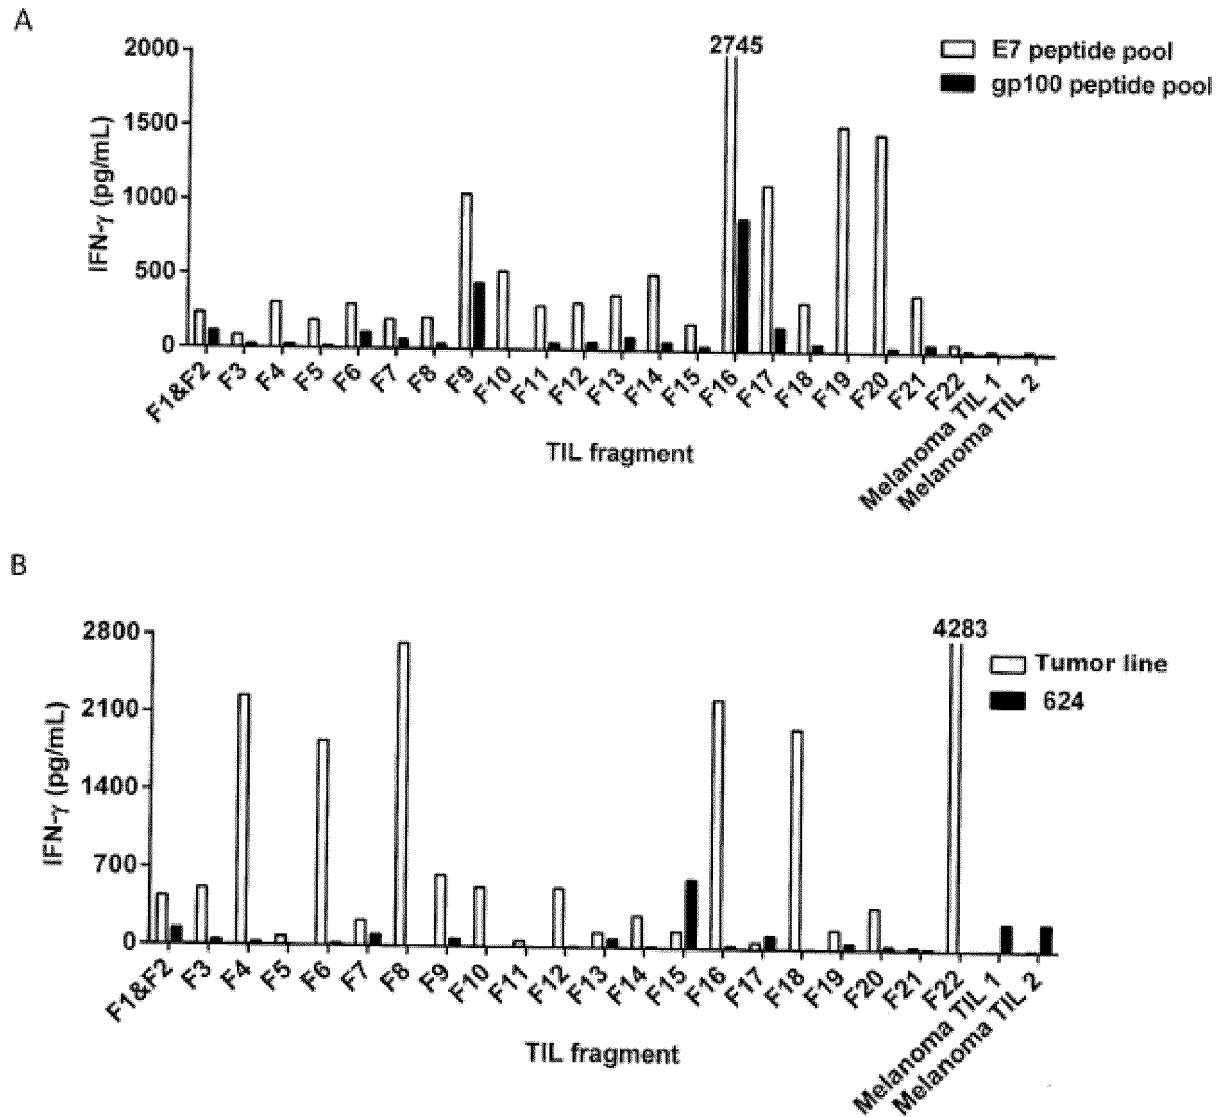 A
2000
1500
1000
500
0
IFN-γ (pg/mL)
2745
E7 peptide pool
gp100 peptide pool
F1&F2
F3
F4
F5
F6
F7
F8
F9
F10
F11
F12
F13
F14
F15
F16
F17
F18
F19
F20
F21
F22
Melanoma TIL 1
Melanoma TIL 2
TIL fragment
B
2800
2100
1400
700
0
IFN-γ (pg/mL)
4283
Tumor line
624
F1&F2
F3
F4
F5
F6
F7
F8
F9
F10
F11
F12
F13
F14
F15
F16
F17
F18
F19
F20
F21
F22
Melanoma TIL 1
Melanoma TIL 2
TIL fragment